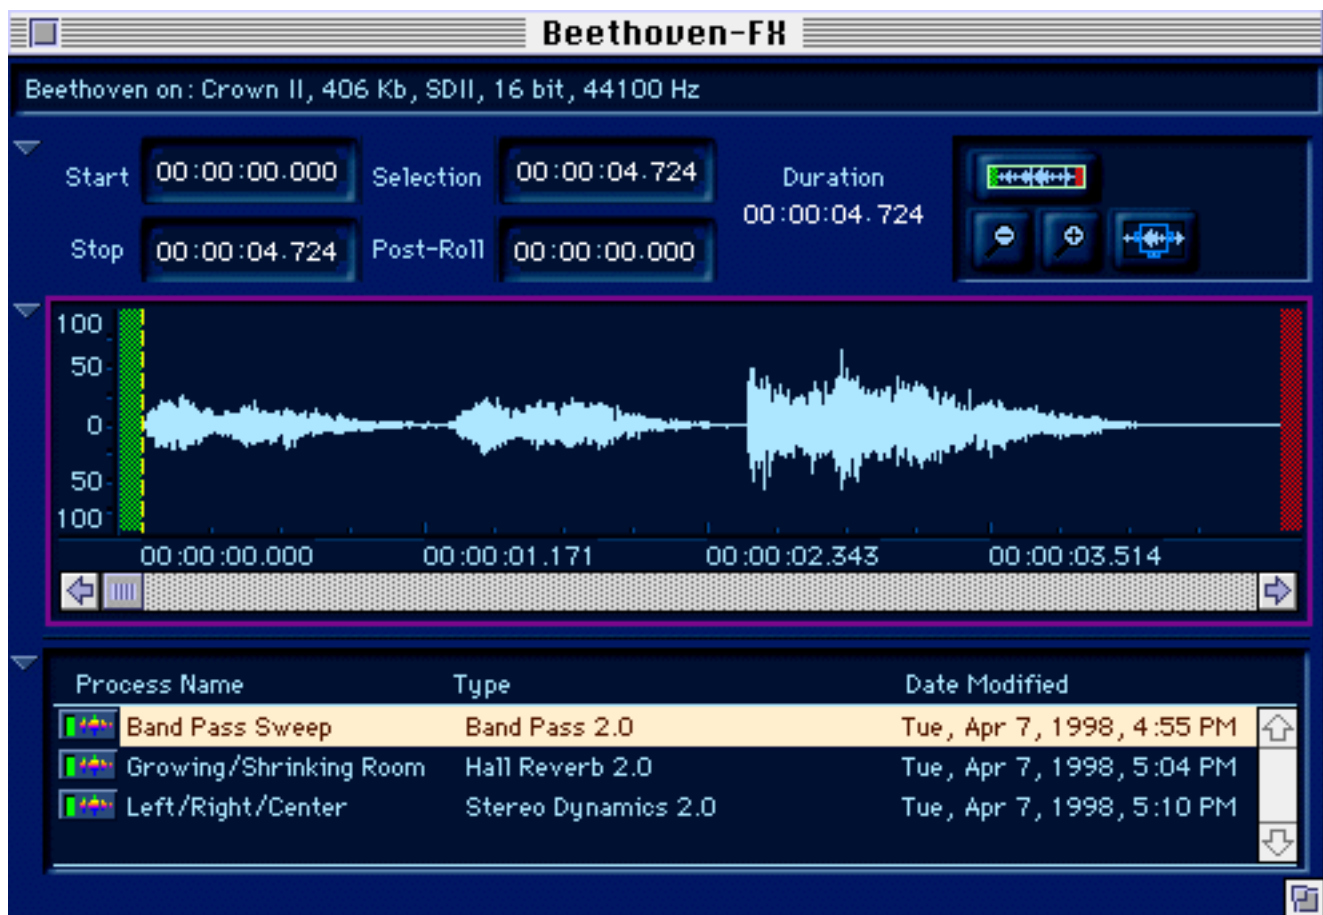 Beethoven-FX
Beethoven on: Crown II, 406 Kb, SDII, 16 bit, 44100 Hz
Start 00:00:00.000 Selection 00:00:04.724 Duration
00:00:04.724
Stop 00:00:04.724 Post-Roll 00:00:00.000
100
50
0
50
100
00:00:00.000 00:00:01.171 00:00:02.343 00:00:03.514
Process Name Type Date Modified
Band Pass Sweep Band Pass 2.0 Tue, Apr 7, 1998, 4:55 PM
Growing/Shrinking Room Hall Reverb 2.0 Tue, Apr 7, 1998, 5:04 PM
Left/Right/Center Stereo Dynamics 2.0 Tue, Apr 7, 1998, 5:10 PM